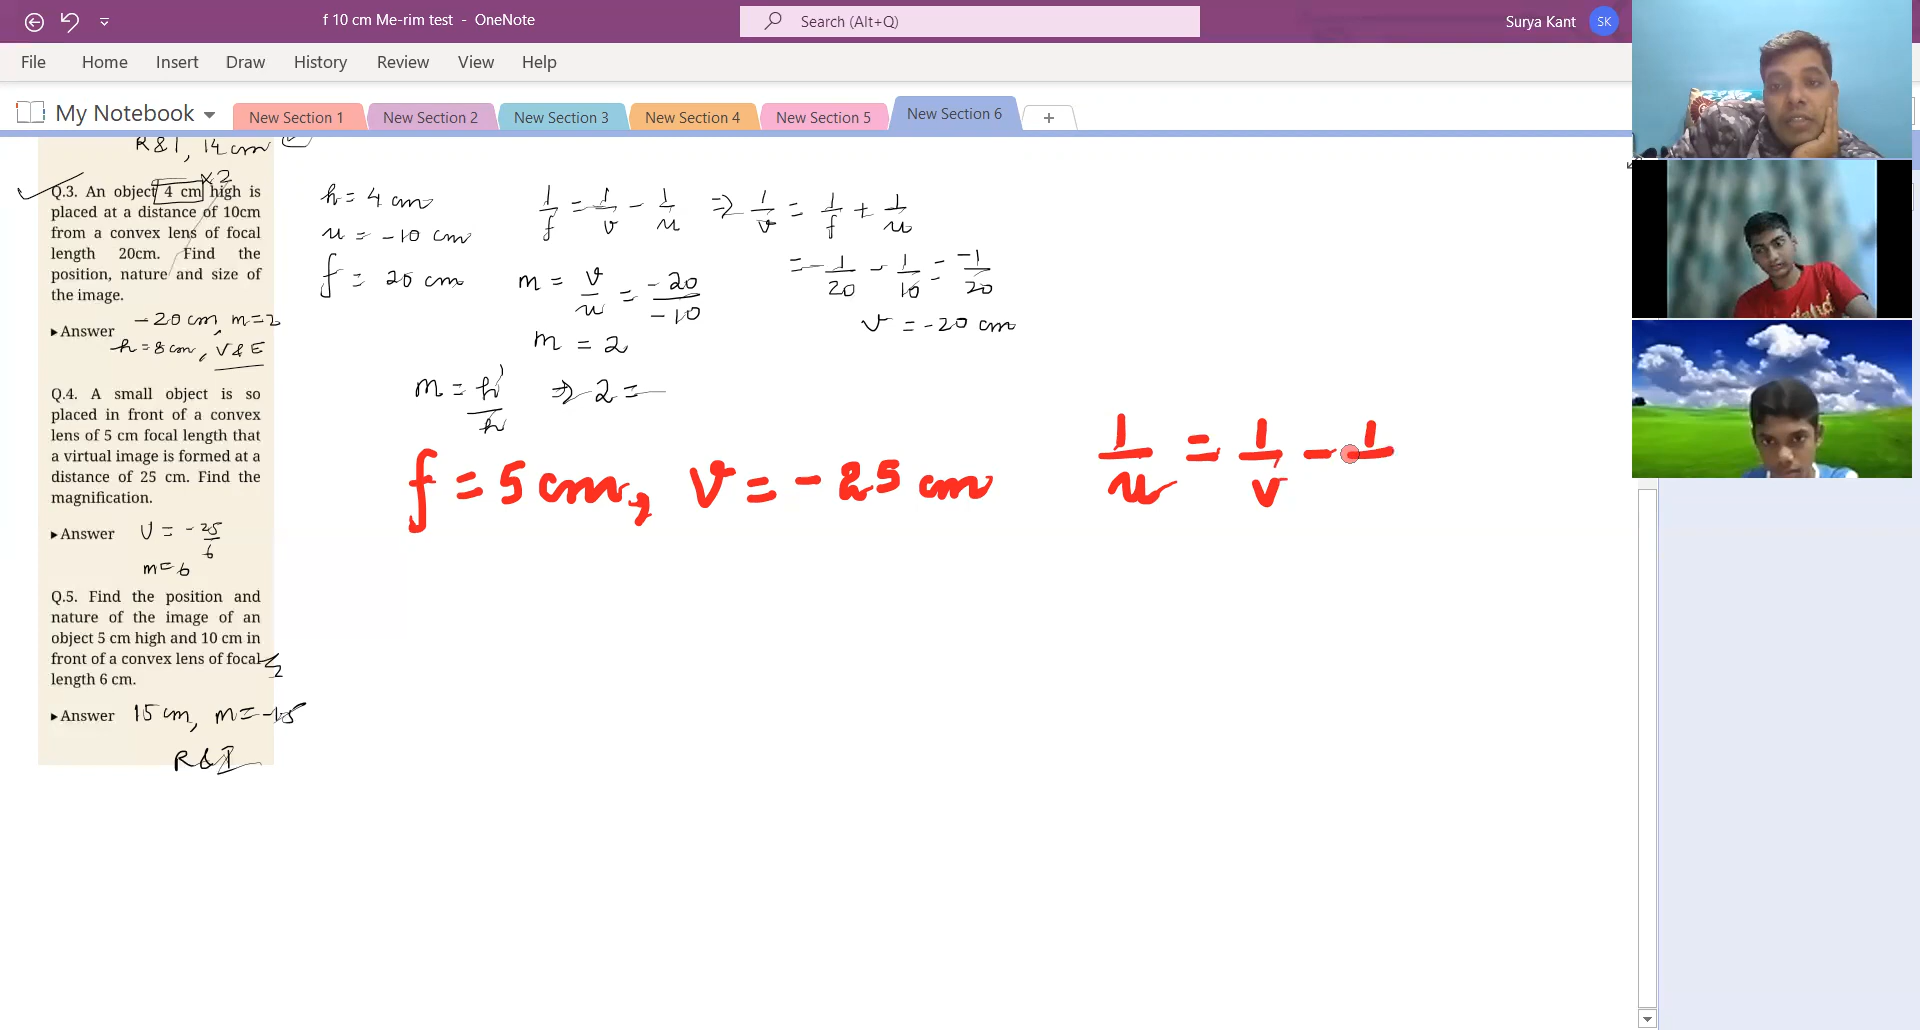 f 10 cm Me-rim test - OneNote
Search (Alt+Q)
Surya Kant SK
File Home Insert Draw History Review View Help
My Notebook
New Section 1 New Section 2 New Section 3 New Section 4 New Section 5 New Section 6 +
R & I, 14 cm
×2
Q.3. An object 4 cm high is
placed at a distance of 10cm
from a convex lens of focal
length 20cm. Find the
position, nature and size of
the image.
▸Answer -20 cm, m=2
h = 8 cm, V & E
Q.4. A small object is so
placed in front of a convex
lens of 5 cm focal length that
a virtual image is formed at a
distance of 25 cm. Find the
magnification.
▸Answer U = -25/6
m = 6
Q.5. Find the position and
nature of the image of an
object 5 cm high and 10 cm in
front of a convex lens of focal
length 6 cm.
▸Answer 15 cm, m = -1.5
R & I
h = 4 cm
u = -10 cm
f = 20 cm
1/f = 1/v - 1/u ⇒ 1/v = 1/f + 1/u
= 1/20 - 1/10 = -1/20
v = -20 cm
m = v/u = -20/-10
m = 2
m = h'/h ⇒ 2 =
f = 5 cm, v = -25 cm
1/u = 1/v - 1